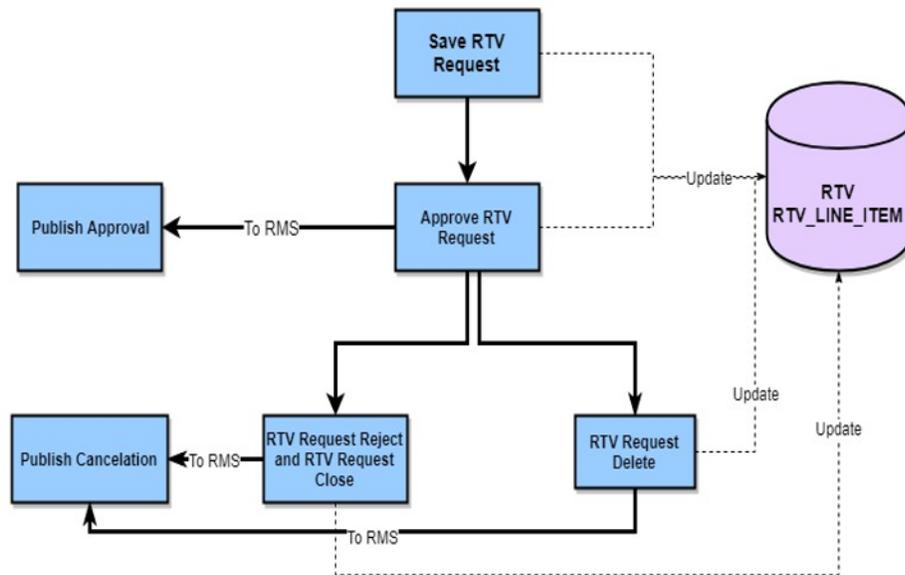 Save RTV
Request
Update
RTV
RTV_LINE_ITEM
Publish Approval
To RMS
Approve RTV
Request
Update
Update
Publish Cancelation
To RMS
RTV Request Reject
and RTV Request
Close
RTV Request
Delete
To RMS